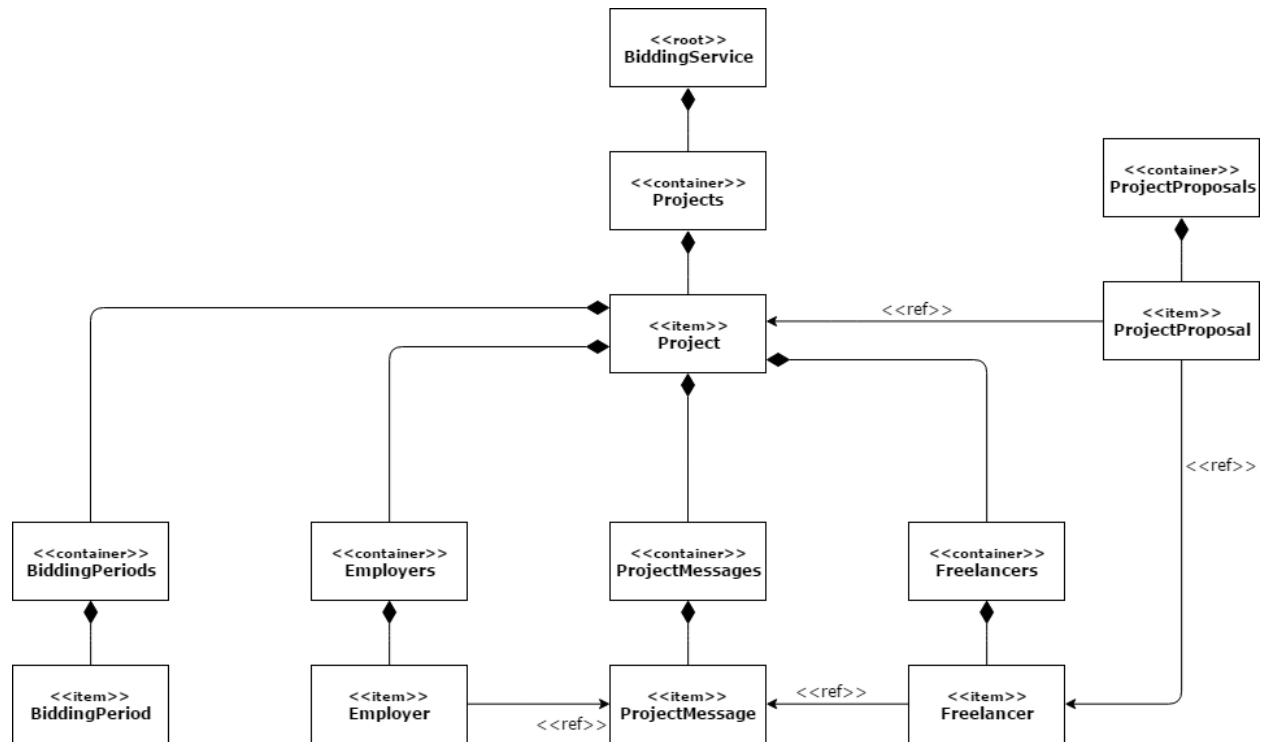 <<root>>
BiddingService
<<container>>
Projects
<<container>>
ProjectProposals
<<item>>
Project
<<ref>>
<<item>>
ProjectProposal
<<ref>>
<<container>>
BiddingPeriods
<<container>>
Employers
<<container>>
ProjectMessages
<<container>>
Freelancers
<<item>>
BiddingPeriod
<<item>>
Employer
<<ref>>
<<item>>
ProjectMessage
<<ref>>
<<item>>
Freelancer